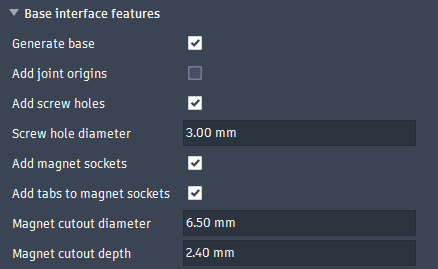 Base interface features
Generate base
Add joint origins
Add screw holes
Screw hole diameter 3.00 mm
Add magnet sockets
Add tabs to magnet sockets
Magnet cutout diameter 6.50 mm
Magnet cutout depth 2.40 mm